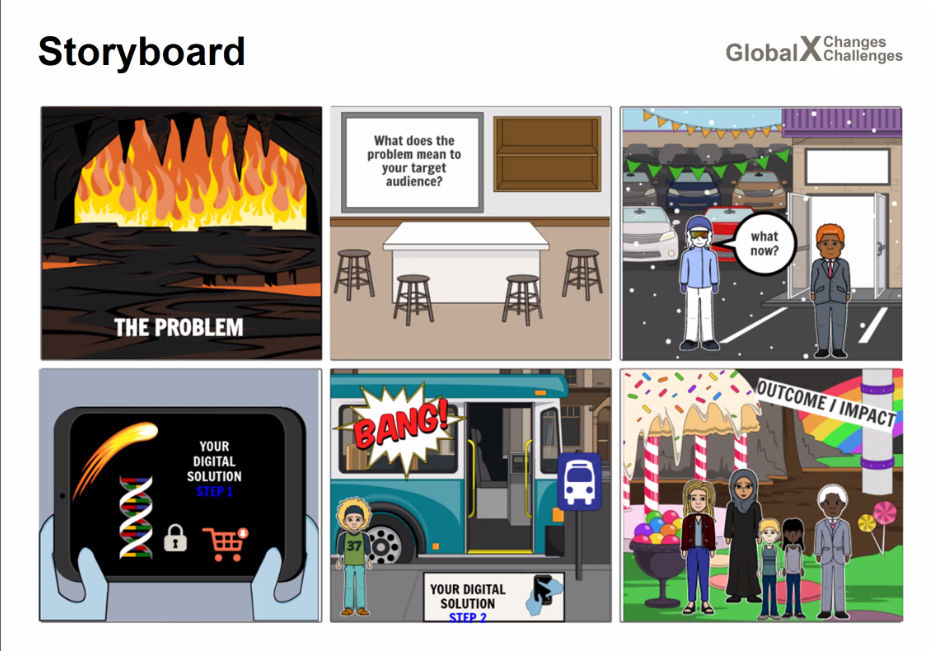 Storyboard
GlobalX Changes
Challenges
THE PROBLEM
What does the
problem mean to
your target
audience?
what
now?
YOUR
DIGITAL
SOLUTION
STEP 1
BANG!
37
YOUR DIGITAL
SOLUTION
STEP 2
OUTCOME / IMPACT